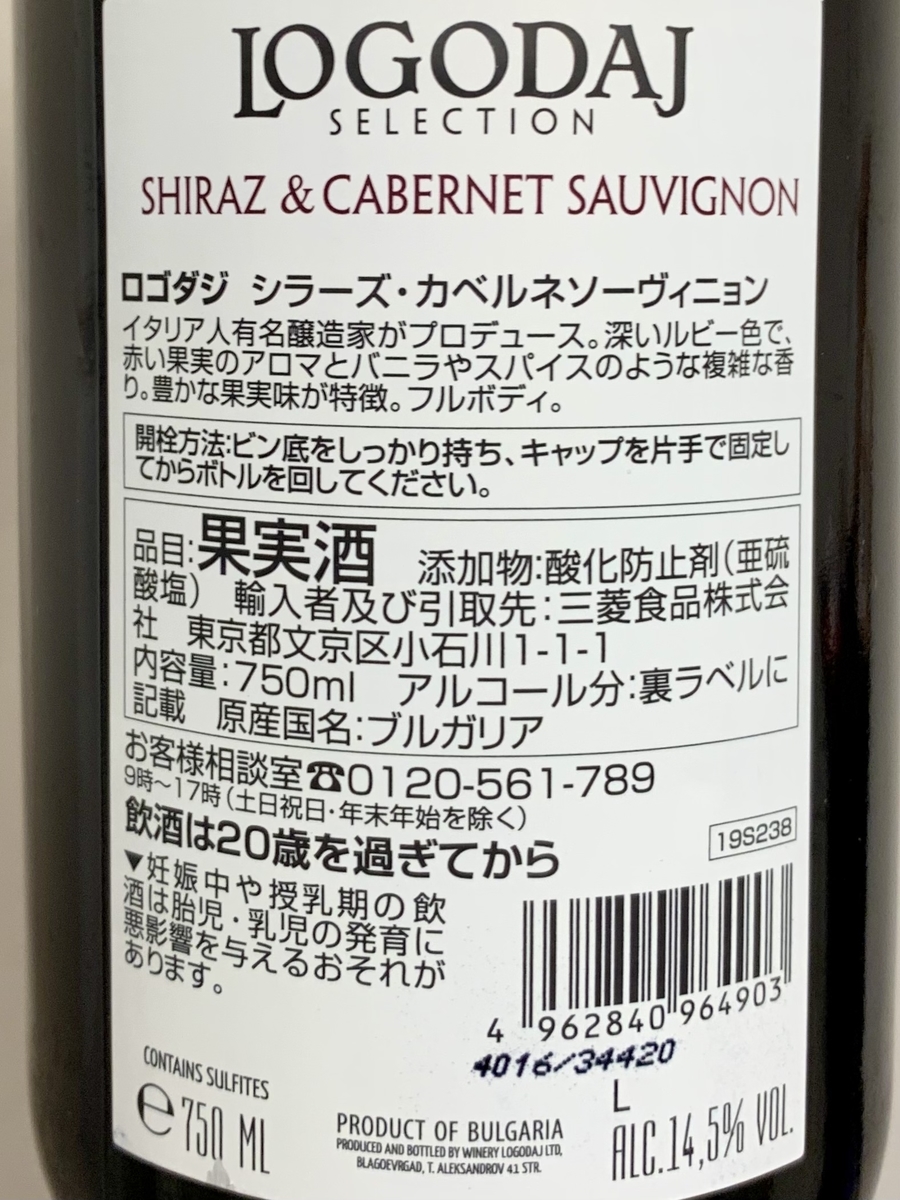 LOGODAJ
SELECTION
SHIRAZ & CABERNET SAUVIGNON
ロゴダジ シラーズ・カベルネソーヴィニョン
イタリア人有名醸造家がプロデュース。深いルビー色で、
赤い果実のアロマとバニラやスパイスのような複雑な香
り。豊かな果実味が特徴。フルボディ。
開栓方法:ビン底をしっかり持ち、キャップを片手で固定し
てからボトルを回してください。
品目:果実酒 添加物:酸化防止剤(亜硫
酸塩) 輸入者及び引取先:三菱食品株式会
社 東京都文京区小石川1-1-1
内容量:750ml アルコール分:裏ラベルに
記載 原産国名:ブルガリア
お客様相談室☎0120-561-789
9時～17時(土日祝日・年末年始を除く)
飲酒は20歳を過ぎてから
19S238
▼妊娠中や授乳期の飲
酒は胎児・乳児の発育に
悪影響を与えるおそれが
あります。
4 962840 964903
4016/34420
L
CONTAINS SULFITES
℮ 750 ML
PRODUCT OF BULGARIA
PRODUCED AND BOTTLED BY WINERY LOGODAJ LTD,
BLAGOEVRGAD, T. ALEKSANDROV 41 STR.
ALC.14,5% VOL.